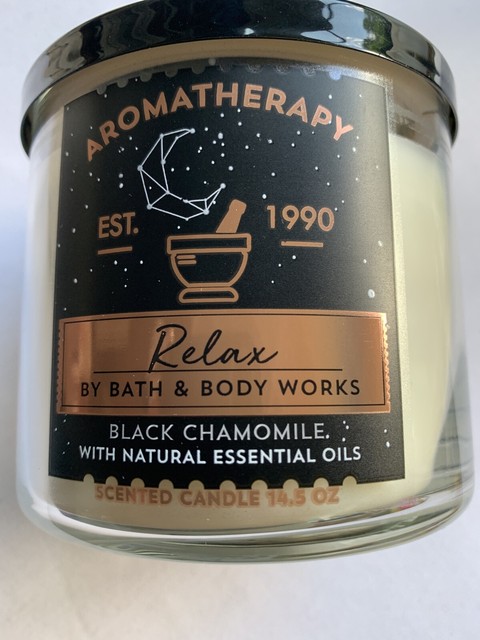 AROMATHERAPY
EST. 1990
Relax
BY BATH & BODY WORKS
BLACK CHAMOMILE
WITH NATURAL ESSENTIAL OILS
SCENTED CANDLE 14.5 OZ